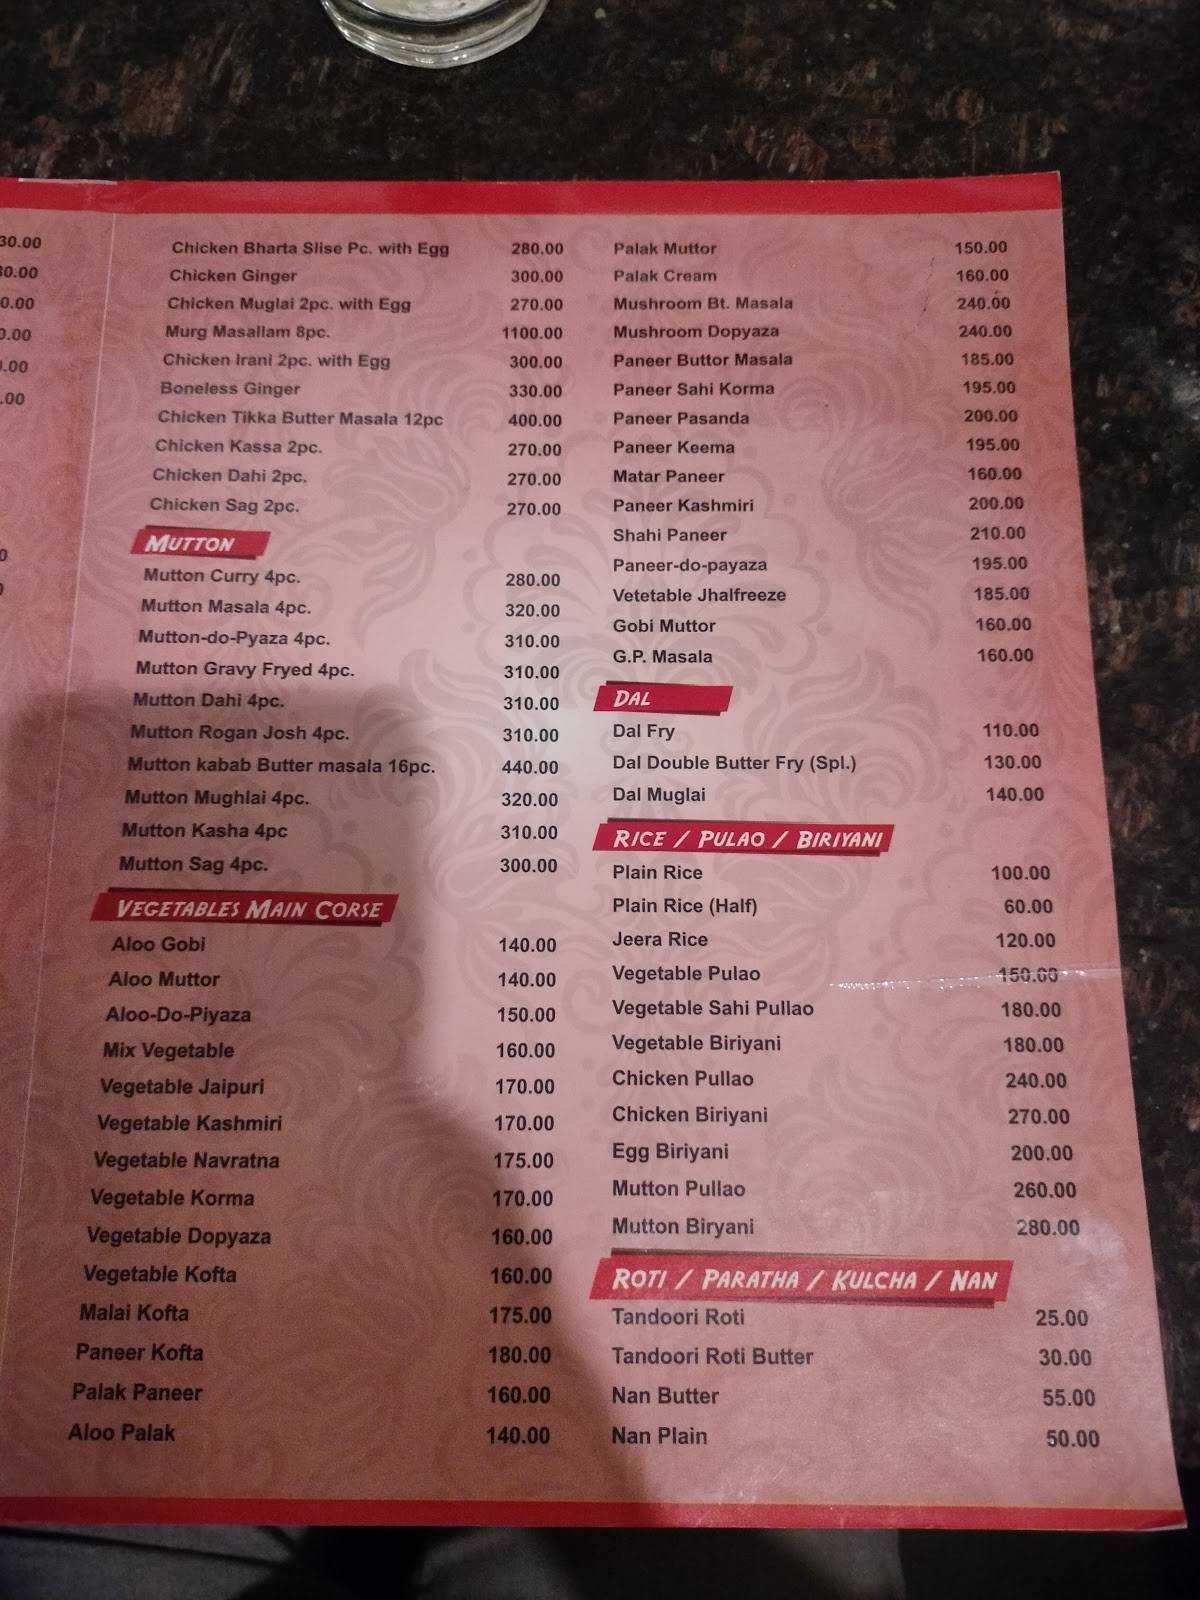 30.00
0.00
0.00
.00
.00
Chicken Bharta Slise Pc. with Egg 280.00
Chicken Ginger 300.00
Chicken Muglai 2pc. with Egg 270.00
Murg Masallam 8pc. 1100.00
Chicken Irani 2pc. with Egg 300.00
Boneless Ginger 330.00
Chicken Tikka Butter Masala 12pc 400.00
Chicken Kassa 2pc. 270.00
Chicken Dahi 2pc. 270.00
Chicken Sag 2pc. 270.00
MUTTON
Mutton Curry 4pc. 280.00
Mutton Masala 4pc. 320.00
Mutton-do-Pyaza 4pc. 310.00
Mutton Gravy Fryed 4pc. 310.00
Mutton Dahi 4pc. 310.00
Mutton Rogan Josh 4pc. 310.00
Mutton kabab Butter masala 16pc. 440.00
Mutton Mughlai 4pc. 320.00
Mutton Kasha 4pc 310.00
Mutton Sag 4pc. 300.00
VEGETABLES MAIN CORSE
Aloo Gobi 140.00
Aloo Muttor 140.00
Aloo-Do-Piyaza 150.00
Mix Vegetable 160.00
Vegetable Jaipuri 170.00
Vegetable Kashmiri 170.00
Vegetable Navratna 175.00
Vegetable Korma 170.00
Vegetable Dopyaza 160.00
Vegetable Kofta 160.00
Malai Kofta 175.00
Paneer Kofta 180.00
Palak Paneer 160.00
Aloo Palak 140.00
Palak Muttor 150.00
Palak Cream 160.00
Mushroom Bt. Masala 240.00
Mushroom Dopyaza 240.00
Paneer Buttor Masala 185.00
Paneer Sahi Korma 195.00
Paneer Pasanda 200.00
Paneer Keema 195.00
Matar Paneer 160.00
Paneer Kashmiri 200.00
Shahi Paneer 210.00
Paneer-do-payaza 195.00
Vetetable Jhalfreeze 185.00
Gobi Muttor 160.00
G.P. Masala 160.00
DAL
Dal Fry 110.00
Dal Double Butter Fry (Spl.) 130.00
Dal Muglai 140.00
RICE / PULAO / BIRIYANI
Plain Rice 100.00
Plain Rice (Half) 60.00
Jeera Rice 120.00
Vegetable Pulao 150.00
Vegetable Sahi Pullao 180.00
Vegetable Biriyani 180.00
Chicken Pullao 240.00
Chicken Biriyani 270.00
Egg Biriyani 200.00
Mutton Pullao 260.00
Mutton Biryani 280.00
ROTI / PARATHA / KULCHA / NAN
Tandoori Roti 25.00
Tandoori Roti Butter 30.00
Nan Butter 55.00
Nan Plain 50.00